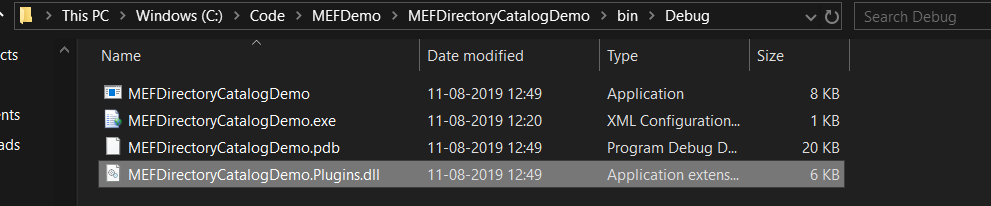 This PC > Windows (C:) > Code > MEFDemo > MEFDirectoryCatalogDemo > bin > Debug Search Debug
Name Date modified Type Size
MEFDirectoryCatalogDemo 11-08-2019 12:49 Application 8 KB
MEFDirectoryCatalogDemo.exe 11-08-2019 12:20 XML Configuration... 1 KB
MEFDirectoryCatalogDemo.pdb 11-08-2019 12:49 Program Debug D... 20 KB
MEFDirectoryCatalogDemo.Plugins.dll 11-08-2019 12:49 Application extens... 6 KB
cts
ents
ads